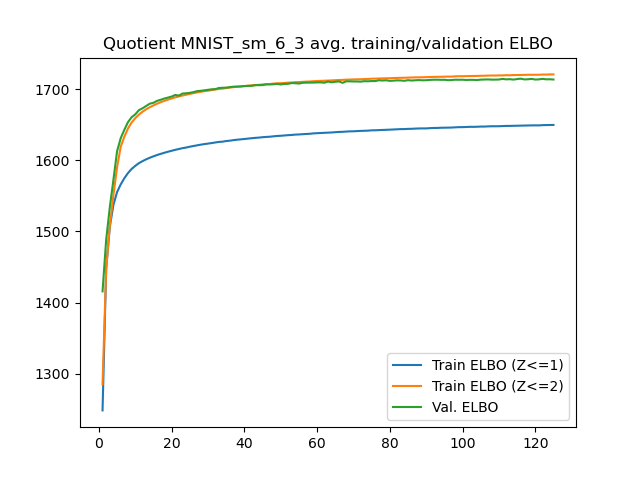 Quotient MNIST_sm_6_3 avg. training/validation ELBO
1700
1600
1500
1400
1300
Train ELBO (Z<=1)
Train ELBO (Z<=2)
Val. ELBO
0 20 40 60 80 100 120